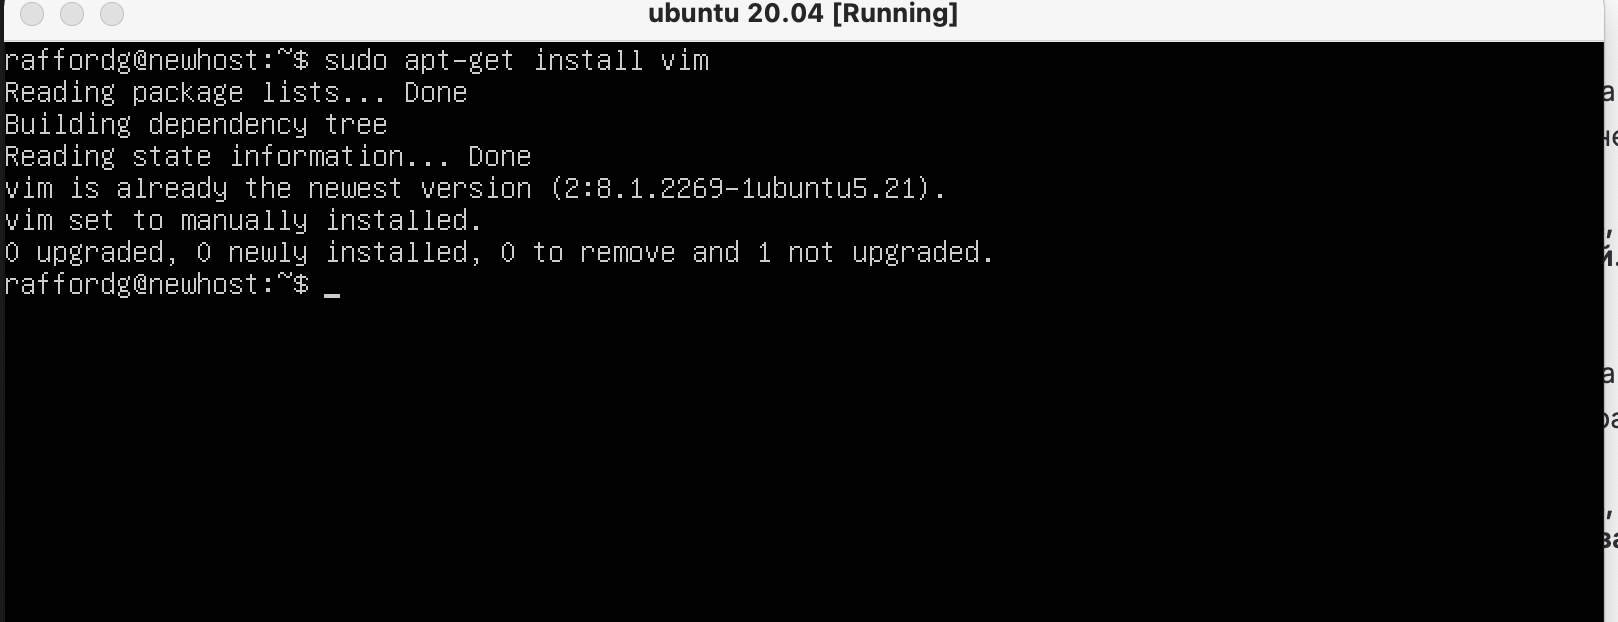 ubuntu 20.04 [Running]
raffordg@newhost:~$ sudo apt-get install vim
Reading package lists... Done
Building dependency tree
Reading state information... Done
vim is already the newest version (2:8.1.2269-1ubuntu5.21).
vim set to manually installed.
0 upgraded, 0 newly installed, 0 to remove and 1 not upgraded.
raffordg@newhost:~$ _